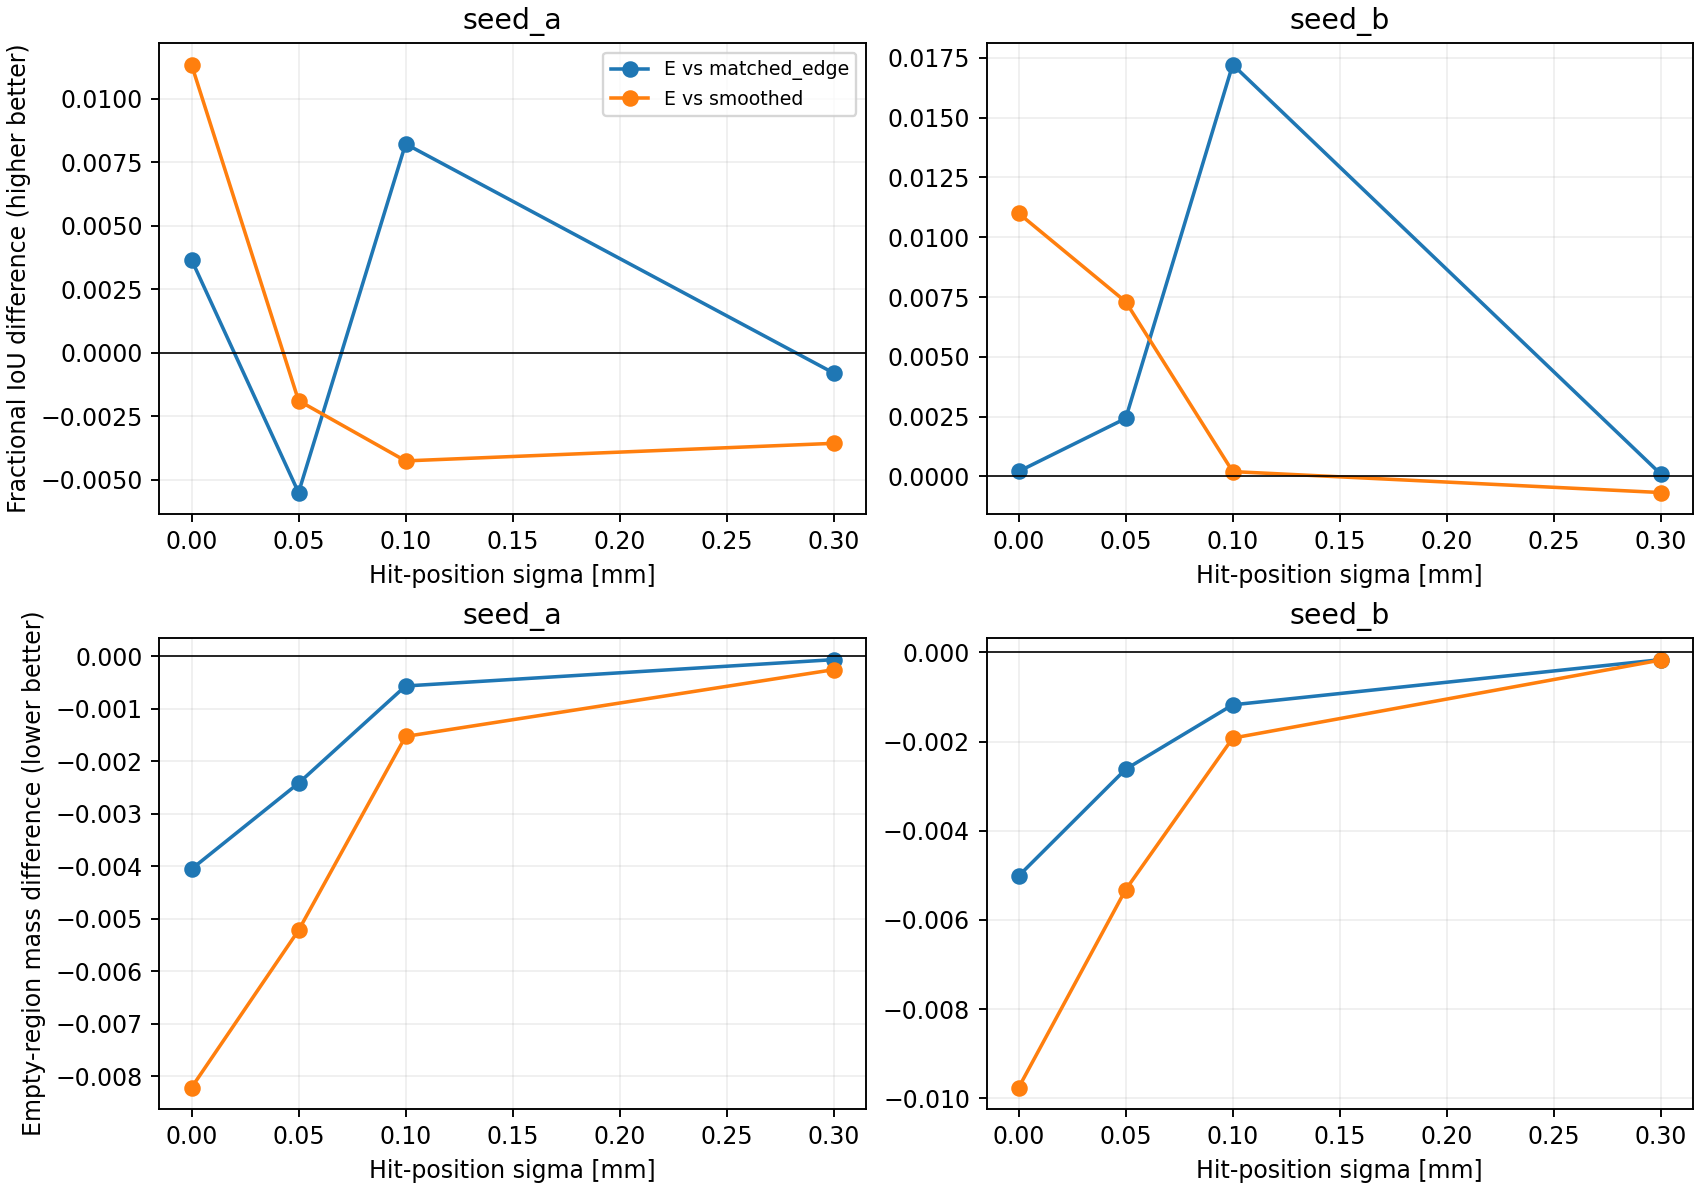 seed_a
Fractional IoU difference (higher better)
0.0100
0.0075
0.0050
0.0025
0.0000
−0.0025
−0.0050
E vs matched_edge
E vs smoothed
0.00 0.05 0.10 0.15 0.20 0.25 0.30
Hit-position sigma [mm]
seed_b
0.0175
0.0150
0.0125
0.0100
0.0075
0.0050
0.0025
0.0000
0.00 0.05 0.10 0.15 0.20 0.25 0.30
Hit-position sigma [mm]
seed_a
Empty-region mass difference (lower better)
0.000
−0.001
−0.002
−0.003
−0.004
−0.005
−0.006
−0.007
−0.008
0.00 0.05 0.10 0.15 0.20 0.25 0.30
Hit-position sigma [mm]
seed_b
0.000
−0.002
−0.004
−0.006
−0.008
−0.010
0.00 0.05 0.10 0.15 0.20 0.25 0.30
Hit-position sigma [mm]